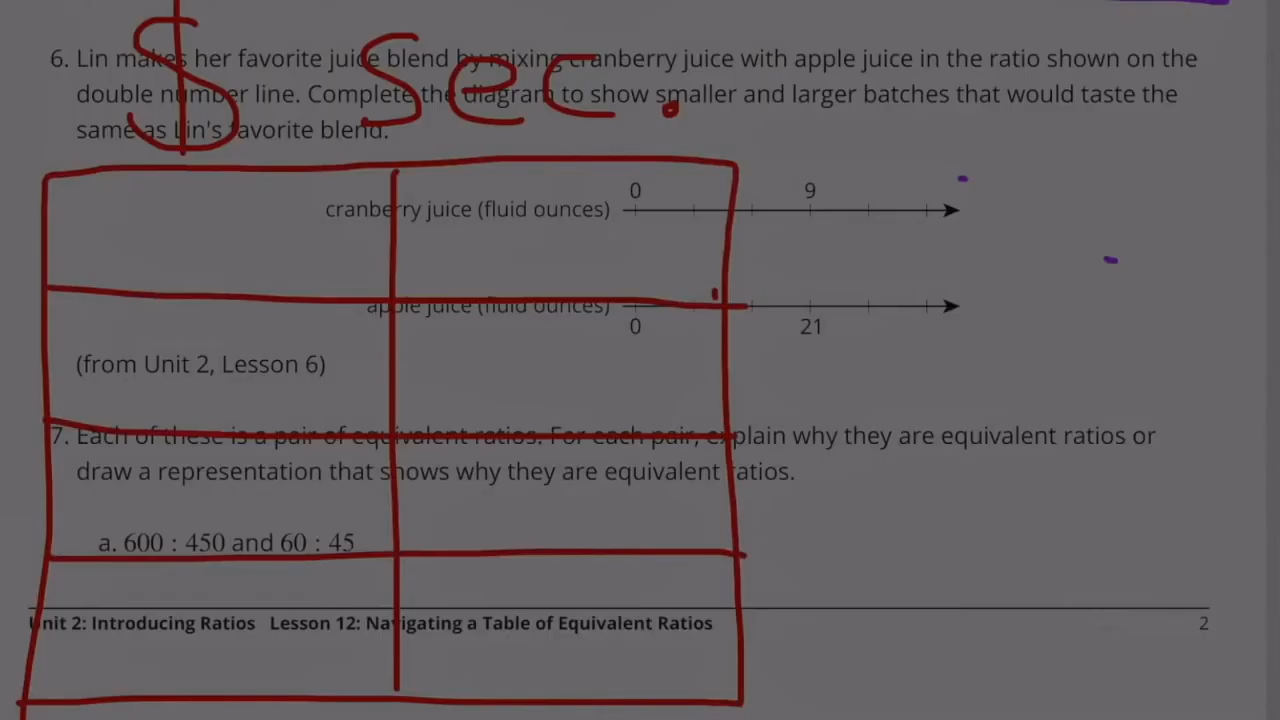 $ Sec.
6. Lin makes her favorite juice blend by mixing cranberry juice with apple juice in the ratio shown on the
double number line. Complete the diagram to show smaller and larger batches that would taste the
same as Lin's favorite blend.
0 9
cranberry juice (fluid ounces)
apple juice (fluid ounces)
0 21
(from Unit 2, Lesson 6)
7. Each of these is a pair of equivalent ratios. For each pair, explain why they are equivalent ratios or
draw a representation that shows why they are equivalent ratios.
a. 600 : 450 and 60 : 45
Unit 2: Introducing Ratios Lesson 12: Navigating a Table of Equivalent Ratios 2